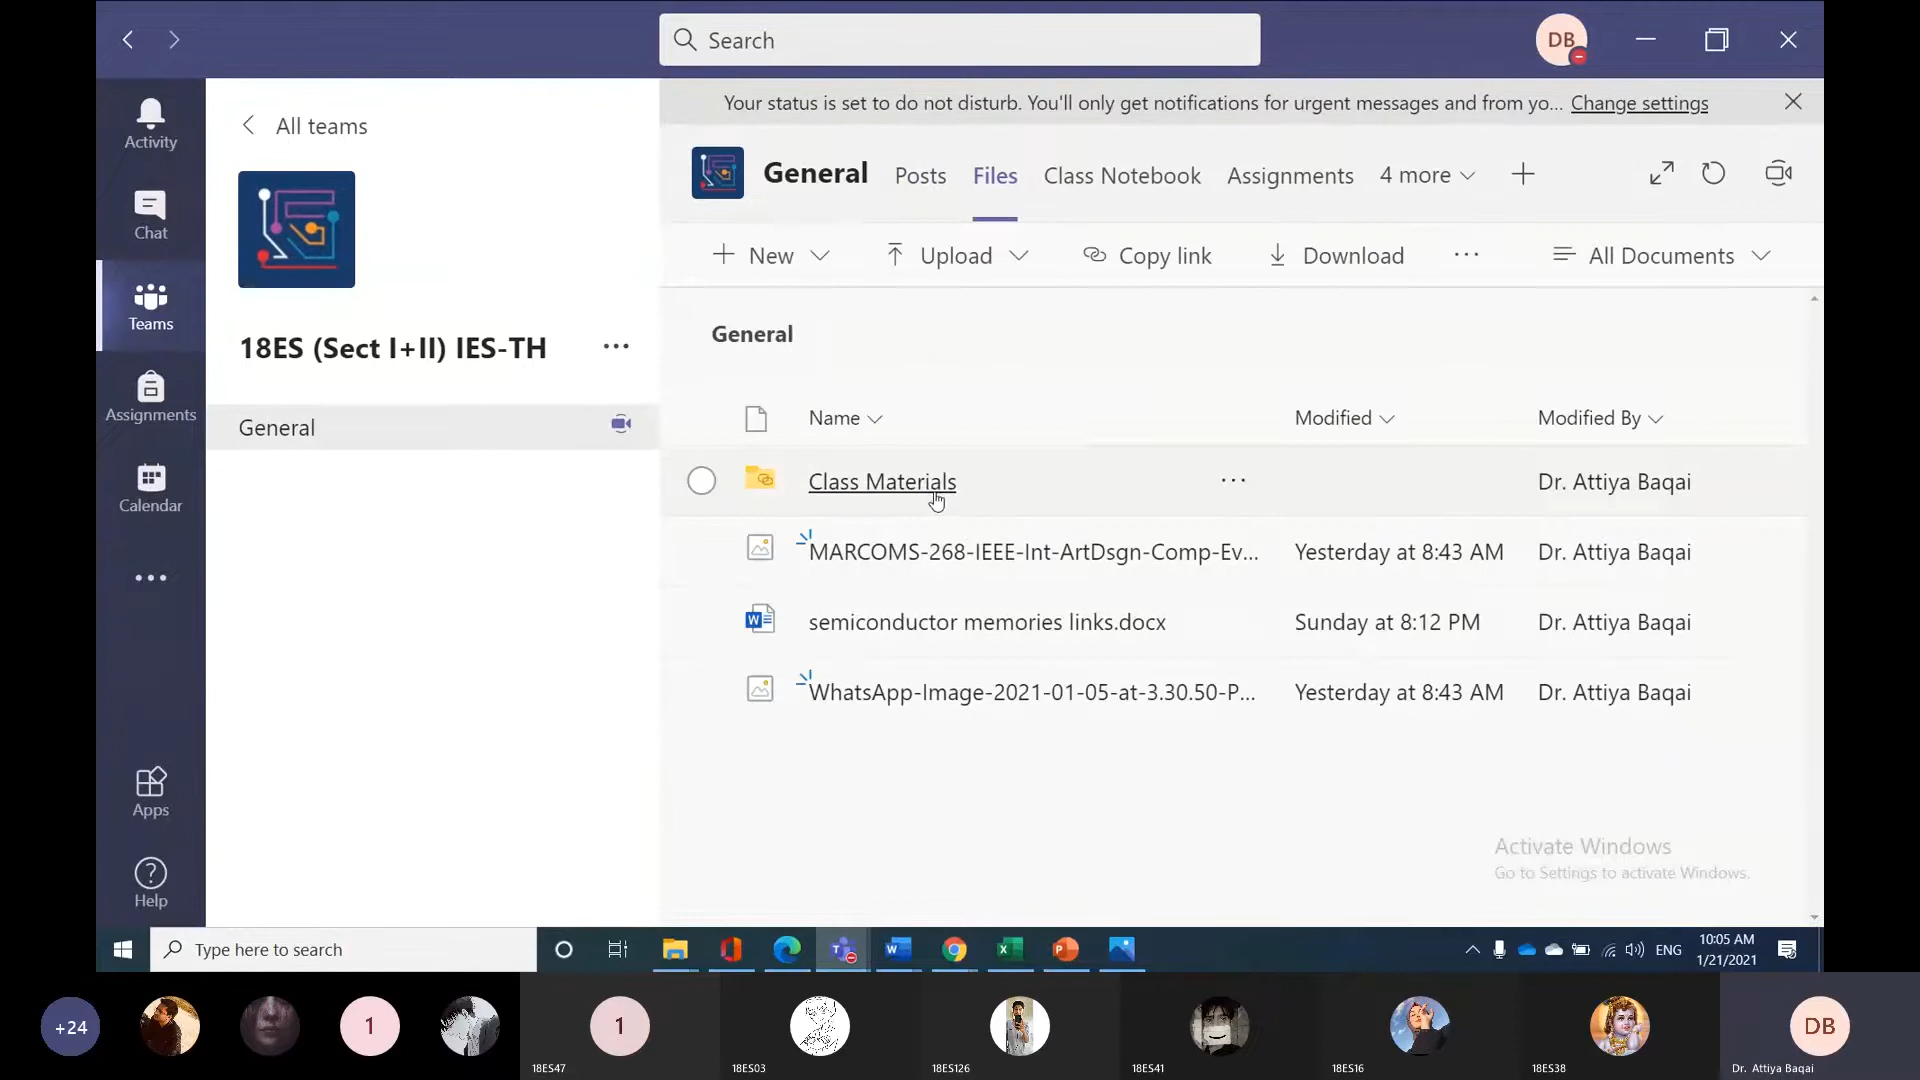 Search
DB
Your status is set to do not disturb. You'll only get notifications for urgent messages and from yo... Change settings
Activity
Chat
Teams
Assignments
Calendar
Apps
Help
All teams
18ES (Sect I+II) IES-TH
General
General Posts Files Class Notebook Assignments 4 more
New Upload Copy link Download All Documents
General
Name Modified Modified By
Class Materials Dr. Attiya Baqai
MARCOMS-268-IEEE-Int-ArtDsgn-Comp-Ev... Yesterday at 8:43 AM Dr. Attiya Baqai
semiconductor memories links.docx Sunday at 8:12 PM Dr. Attiya Baqai
WhatsApp-Image-2021-01-05-at-3.30.50-P... Yesterday at 8:43 AM Dr. Attiya Baqai
Activate Windows
Go to Settings to activate Windows.
Type here to search
ENG
10:05 AM
1/21/2021
+24
1
1
DB
18ES47
18ES03
18ES126
18ES41
18ES16
18ES38
Dr. Attiya Baqai